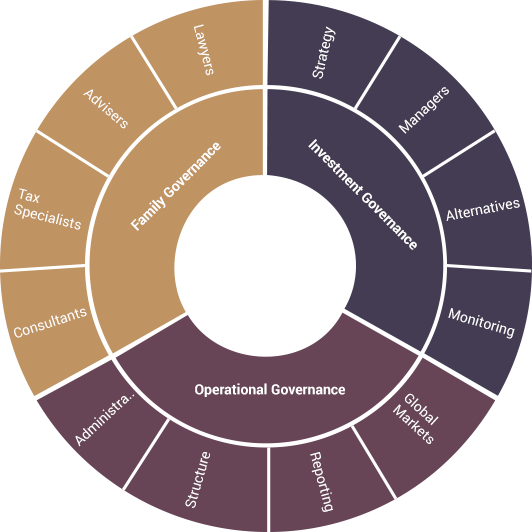 Family Governance
Lawyers
Advisers
Tax
Specialists
Consultants
Investment Governance
Strategy
Managers
Alternatives
Monitoring
Operational Governance
Global
Markets
Reporting
Structure
Administra..